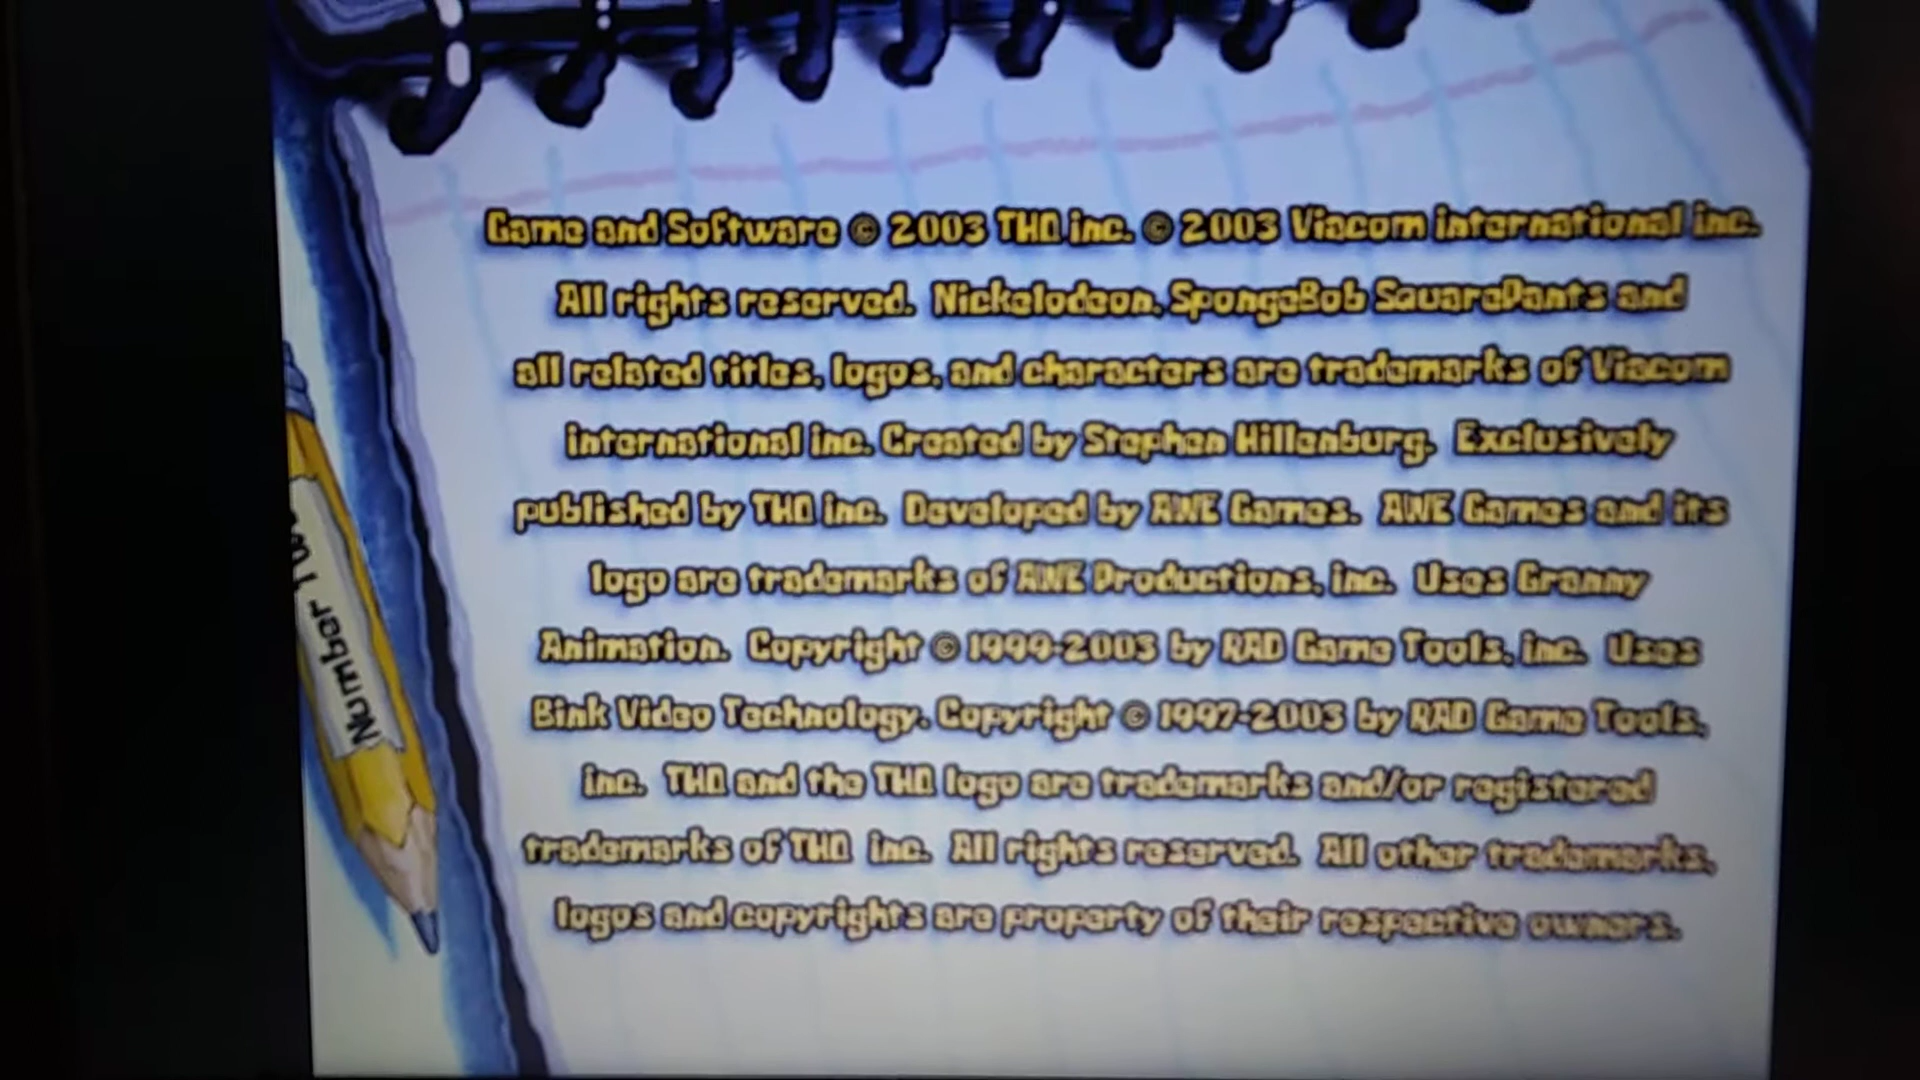 Game and Software © 2003 THQ inc. © 2003 Viacom international inc.
All rights reserved. Nickelodeon, SpongeBob SquarePants and
all related titles, logos, and characters are trademarks of Viacom
international inc. Created by Stephen Hillenburg. Exclusively
published by THQ inc. Developed by AWE Games. AWE Games and its
logo are trademarks of AWE Productions, inc. Uses Granny
Animation. Copyright © 1999-2003 by RAD Game Tools, inc. Uses
Bink Video Technology. Copyright © 1997-2003 by RAD Game Tools,
inc. THQ and the THQ logo are trademarks and/or registered
trademarks of THQ inc. All rights reserved. All other trademarks,
logos and copyrights are property of their respective owners.
Number